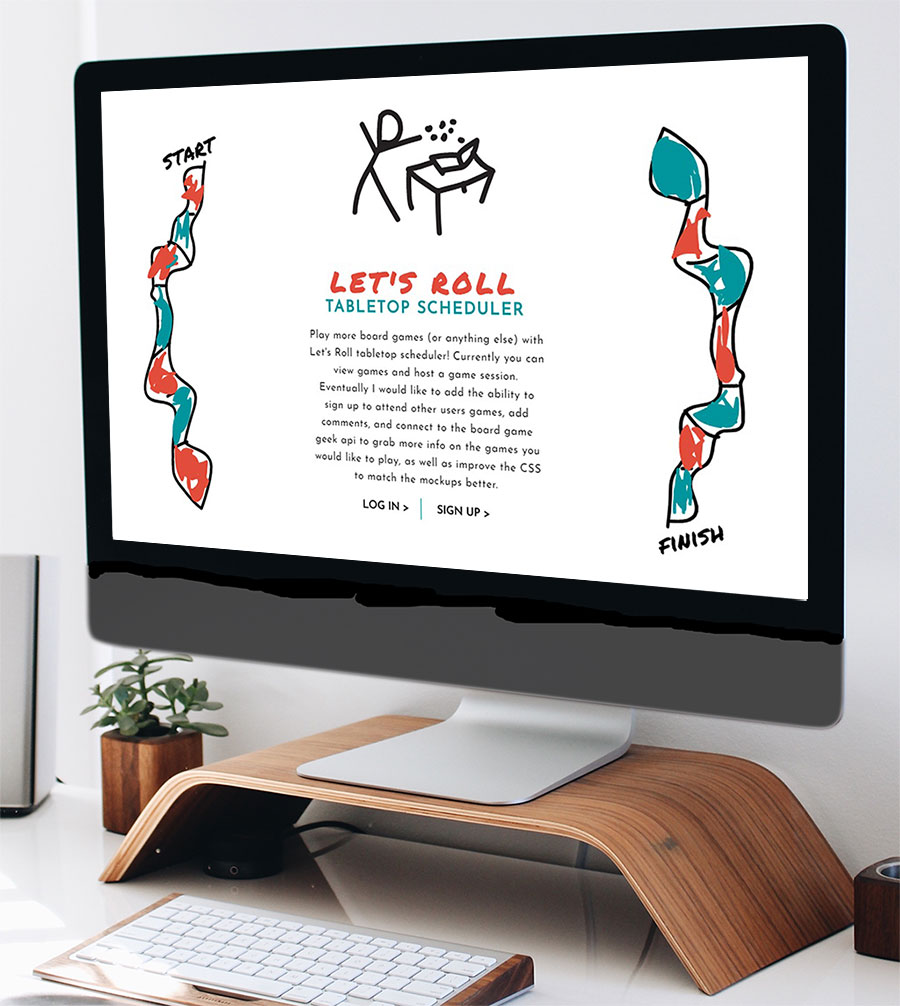 START
LET'S ROLL
TABLETOP SCHEDULER
Play more board games (or anything else) with
Let's Roll tabletop scheduler! Currently you can
view games and host a game session.
Eventually I would like to add the ability to
sign up to attend other users games, add
comments, and connect to the board game
geek api to grab more info on the games you
would like to play, as well as improve the CSS
to match the mockups better.
LOG IN > | SIGN UP >
FINISH